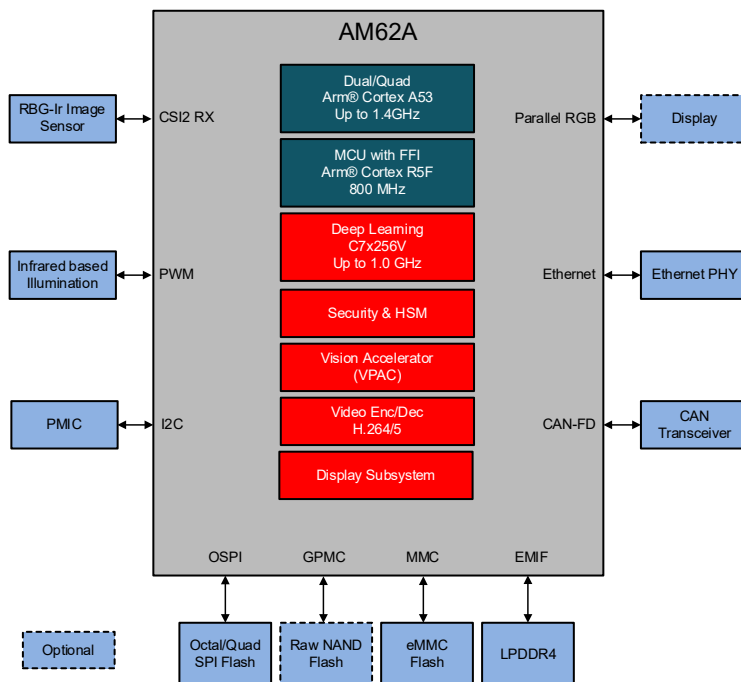 AM62A
Dual/Quad
Arm® Cortex A53
Up to 1.4GHz
RBG-Ir Image
Sensor
CSI2 RX
Parallel RGB
Display
MCU with FFI
Arm® Cortex R5F
800 MHz
Deep Learning
C7x256V
Up to 1.0 GHz
Infrared based
Illumination
PWM
Ethernet
Ethernet PHY
Security & HSM
Vision Accelerator
(VPAC)
PMIC
I2C
Video Enc/Dec
H.264/5
CAN-FD
CAN
Transceiver
Display Subsystem
OSPI
GPMC
MMC
EMIF
Optional
Octal/Quad
SPI Flash
Raw NAND
Flash
eMMC
Flash
LPDDR4